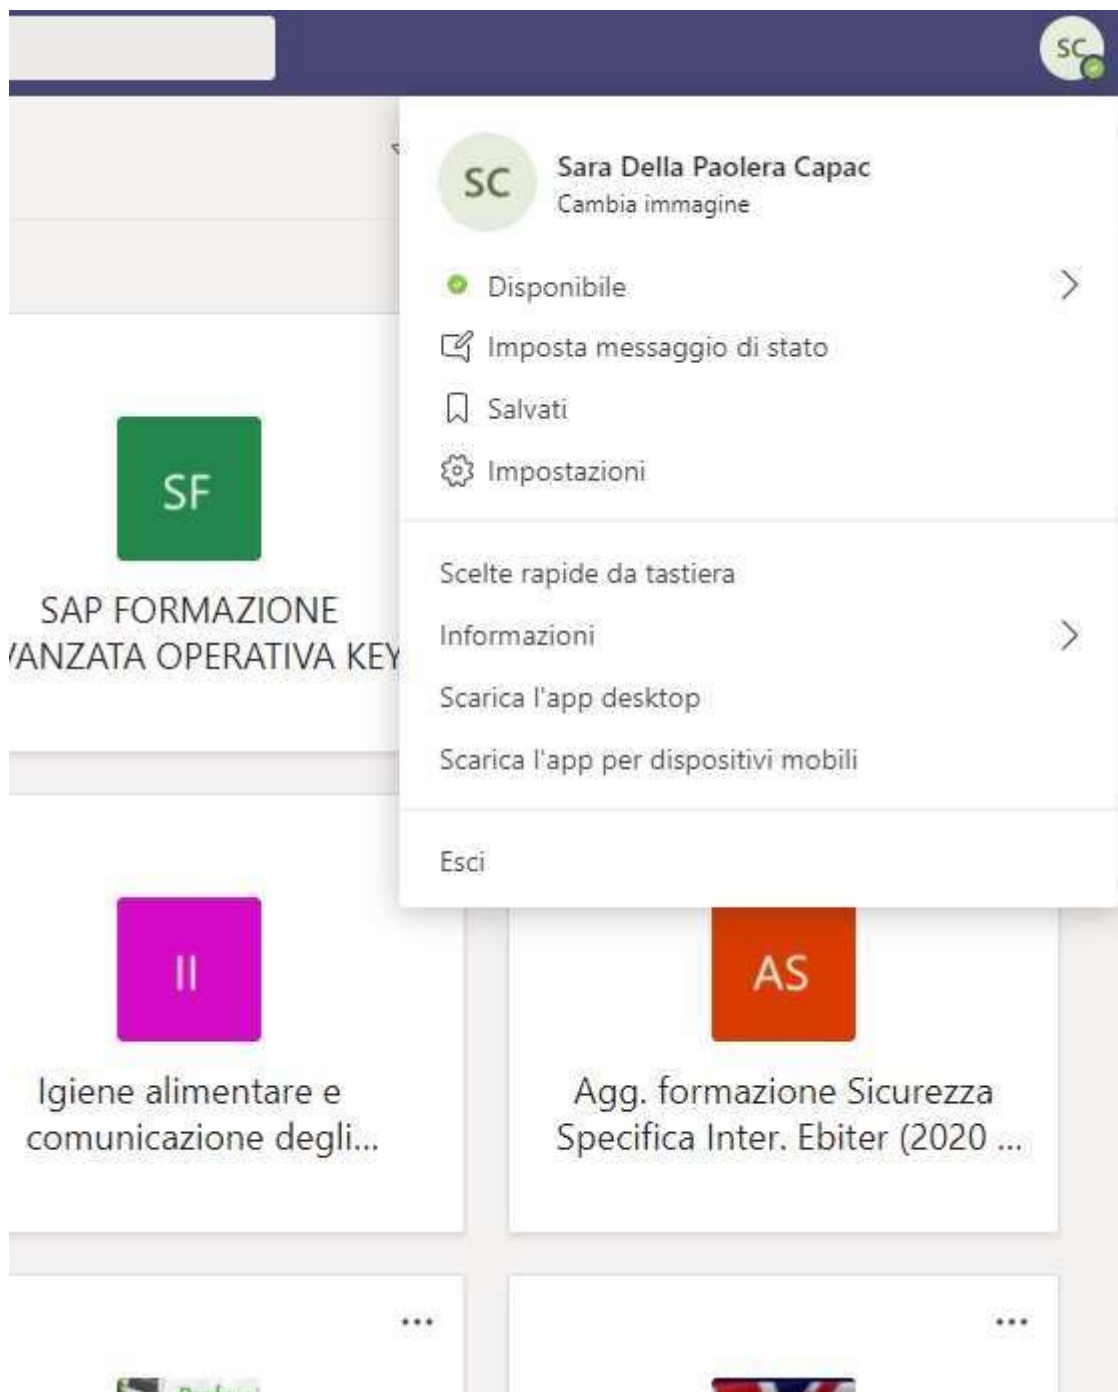 SC
SC
Sara Della Paolera Capac
Cambia immagine
Disponibile
Imposta messaggio di stato
Salvati
Impostazioni
Scelte rapide da tastiera
Informazioni
Scarica l'app desktop
Scarica l'app per dispositivi mobili
Esci
SF
SAP FORMAZIONE
VANZATA OPERATIVA KEY
II
Igiene alimentare e
comunicazione degli...
AS
Agg. formazione Sicurezza
Specifica Inter. Ebiter (2020 ...